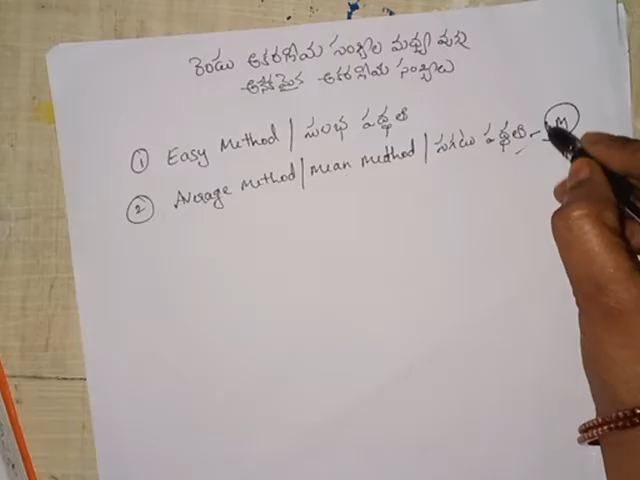 రెండు అకరణీయ సంఖ్యల మధ్య మరి
అనేకమైన అకరణీయ సంఖ్యలు
① Easy Method / సులభ పద్ధతి
② Average Method / Mean Method / సగటు పద్ధతి - M